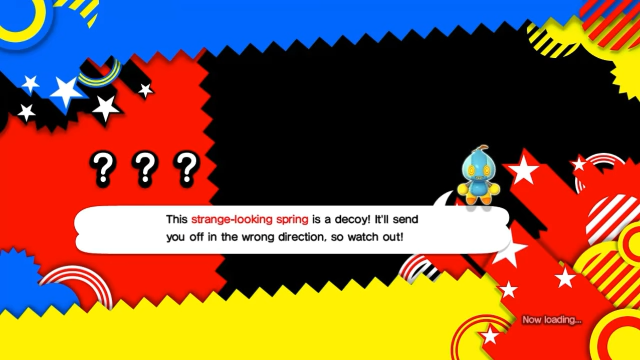 ? ? ?
This strange-looking spring is a decoy! It'll send
you off in the wrong direction, so watch out!
Now loading...